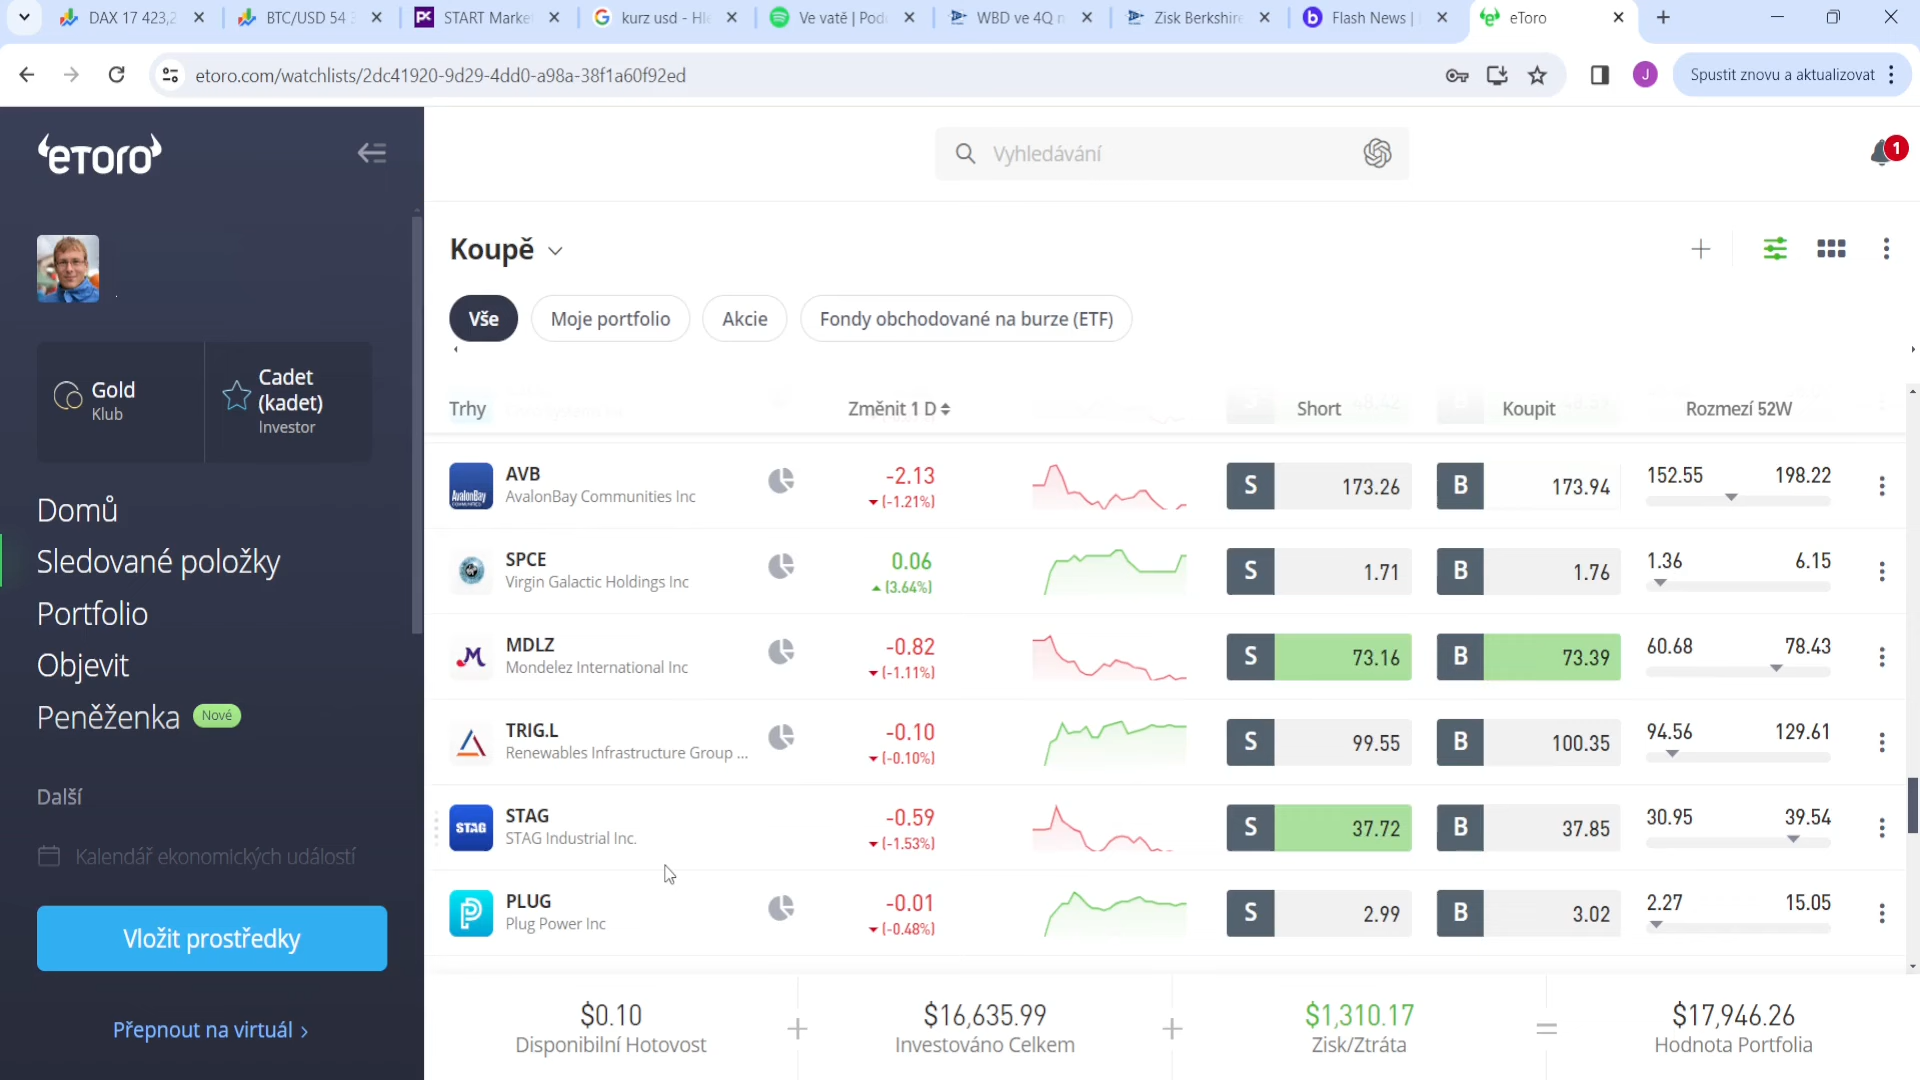 DAX 17 423,2
BTC/USD 54 3
START Marke
kurz usd - Hle
Ve vatě | Pod
WBD ve 4Q n
Zisk Berkshire
Flash News |
eToro
etoro.com/watchlists/2dc41920-9d29-4dd0-a98a-38f1a60f92ed
J
Spustit znovu a aktualizovat
eToro
Vyhledávání
1
Koupě
Vše
Moje portfolio
Akcie
Fondy obchodované na burze (ETF)
Gold
Klub
Cadet
(kadet)
Investor
Domů
Sledované položky
Portfolio
Objevit
Peněženka Nové
Další
Kalendář ekonomických událostí
Vložit prostředky
Přepnout na virtuál ›
Trhy Změnit 1 D Short Koupit Rozmezí 52W
AVB -2.13 S 173.26 B 173.94 152.55 198.22
AvalonBay Communities Inc (-1.21%)
SPCE 0.06 S 1.71 B 1.76 1.36 6.15
Virgin Galactic Holdings Inc (3.64%)
MDLZ -0.82 S 73.16 B 73.39 60.68 78.43
Mondelez International Inc (-1.11%)
TRIG.L -0.10 S 99.55 B 100.35 94.56 129.61
Renewables Infrastructure Group ... (-0.10%)
STAG STAG -0.59 S 37.72 B 37.85 30.95 39.54
STAG Industrial Inc. (-1.53%)
PLUG -0.01 S 2.99 B 3.02 2.27 15.05
Plug Power Inc (-0.48%)
$0.10 + $16,635.99 + $1,310.17 = $17,946.26
Disponibilní Hotovost Investováno Celkem Zisk/Ztráta Hodnota Portfolia